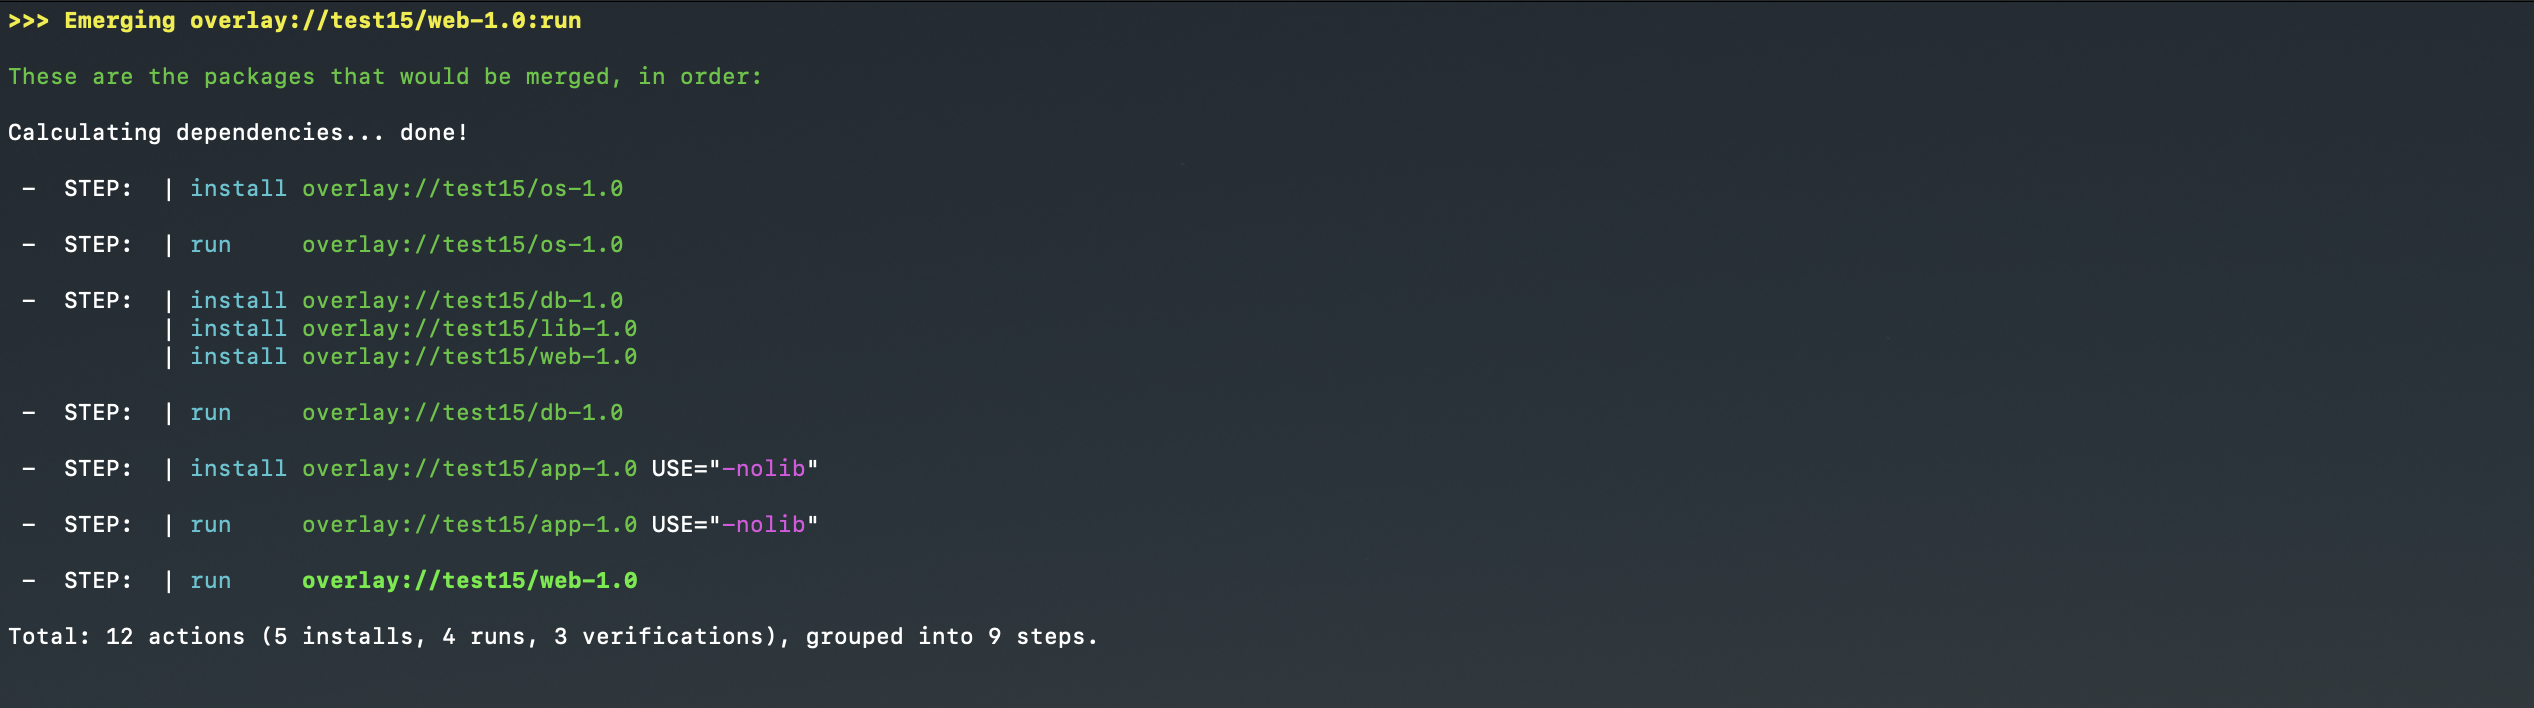 >>> Emerging overlay://test15/web-1.0:run
These are the packages that would be merged, in order:
Calculating dependencies... done!
 -  STEP:  | install overlay://test15/os-1.0
 -  STEP:  | run     overlay://test15/os-1.0
 -  STEP:  | install overlay://test15/db-1.0
           | install overlay://test15/lib-1.0
           | install overlay://test15/web-1.0
 -  STEP:  | run     overlay://test15/db-1.0
 -  STEP:  | install overlay://test15/app-1.0 USE="-nolib"
 -  STEP:  | run     overlay://test15/app-1.0 USE="-nolib"
 -  STEP:  | run     overlay://test15/web-1.0
Total: 12 actions (5 installs, 4 runs, 3 verifications), grouped into 9 steps.